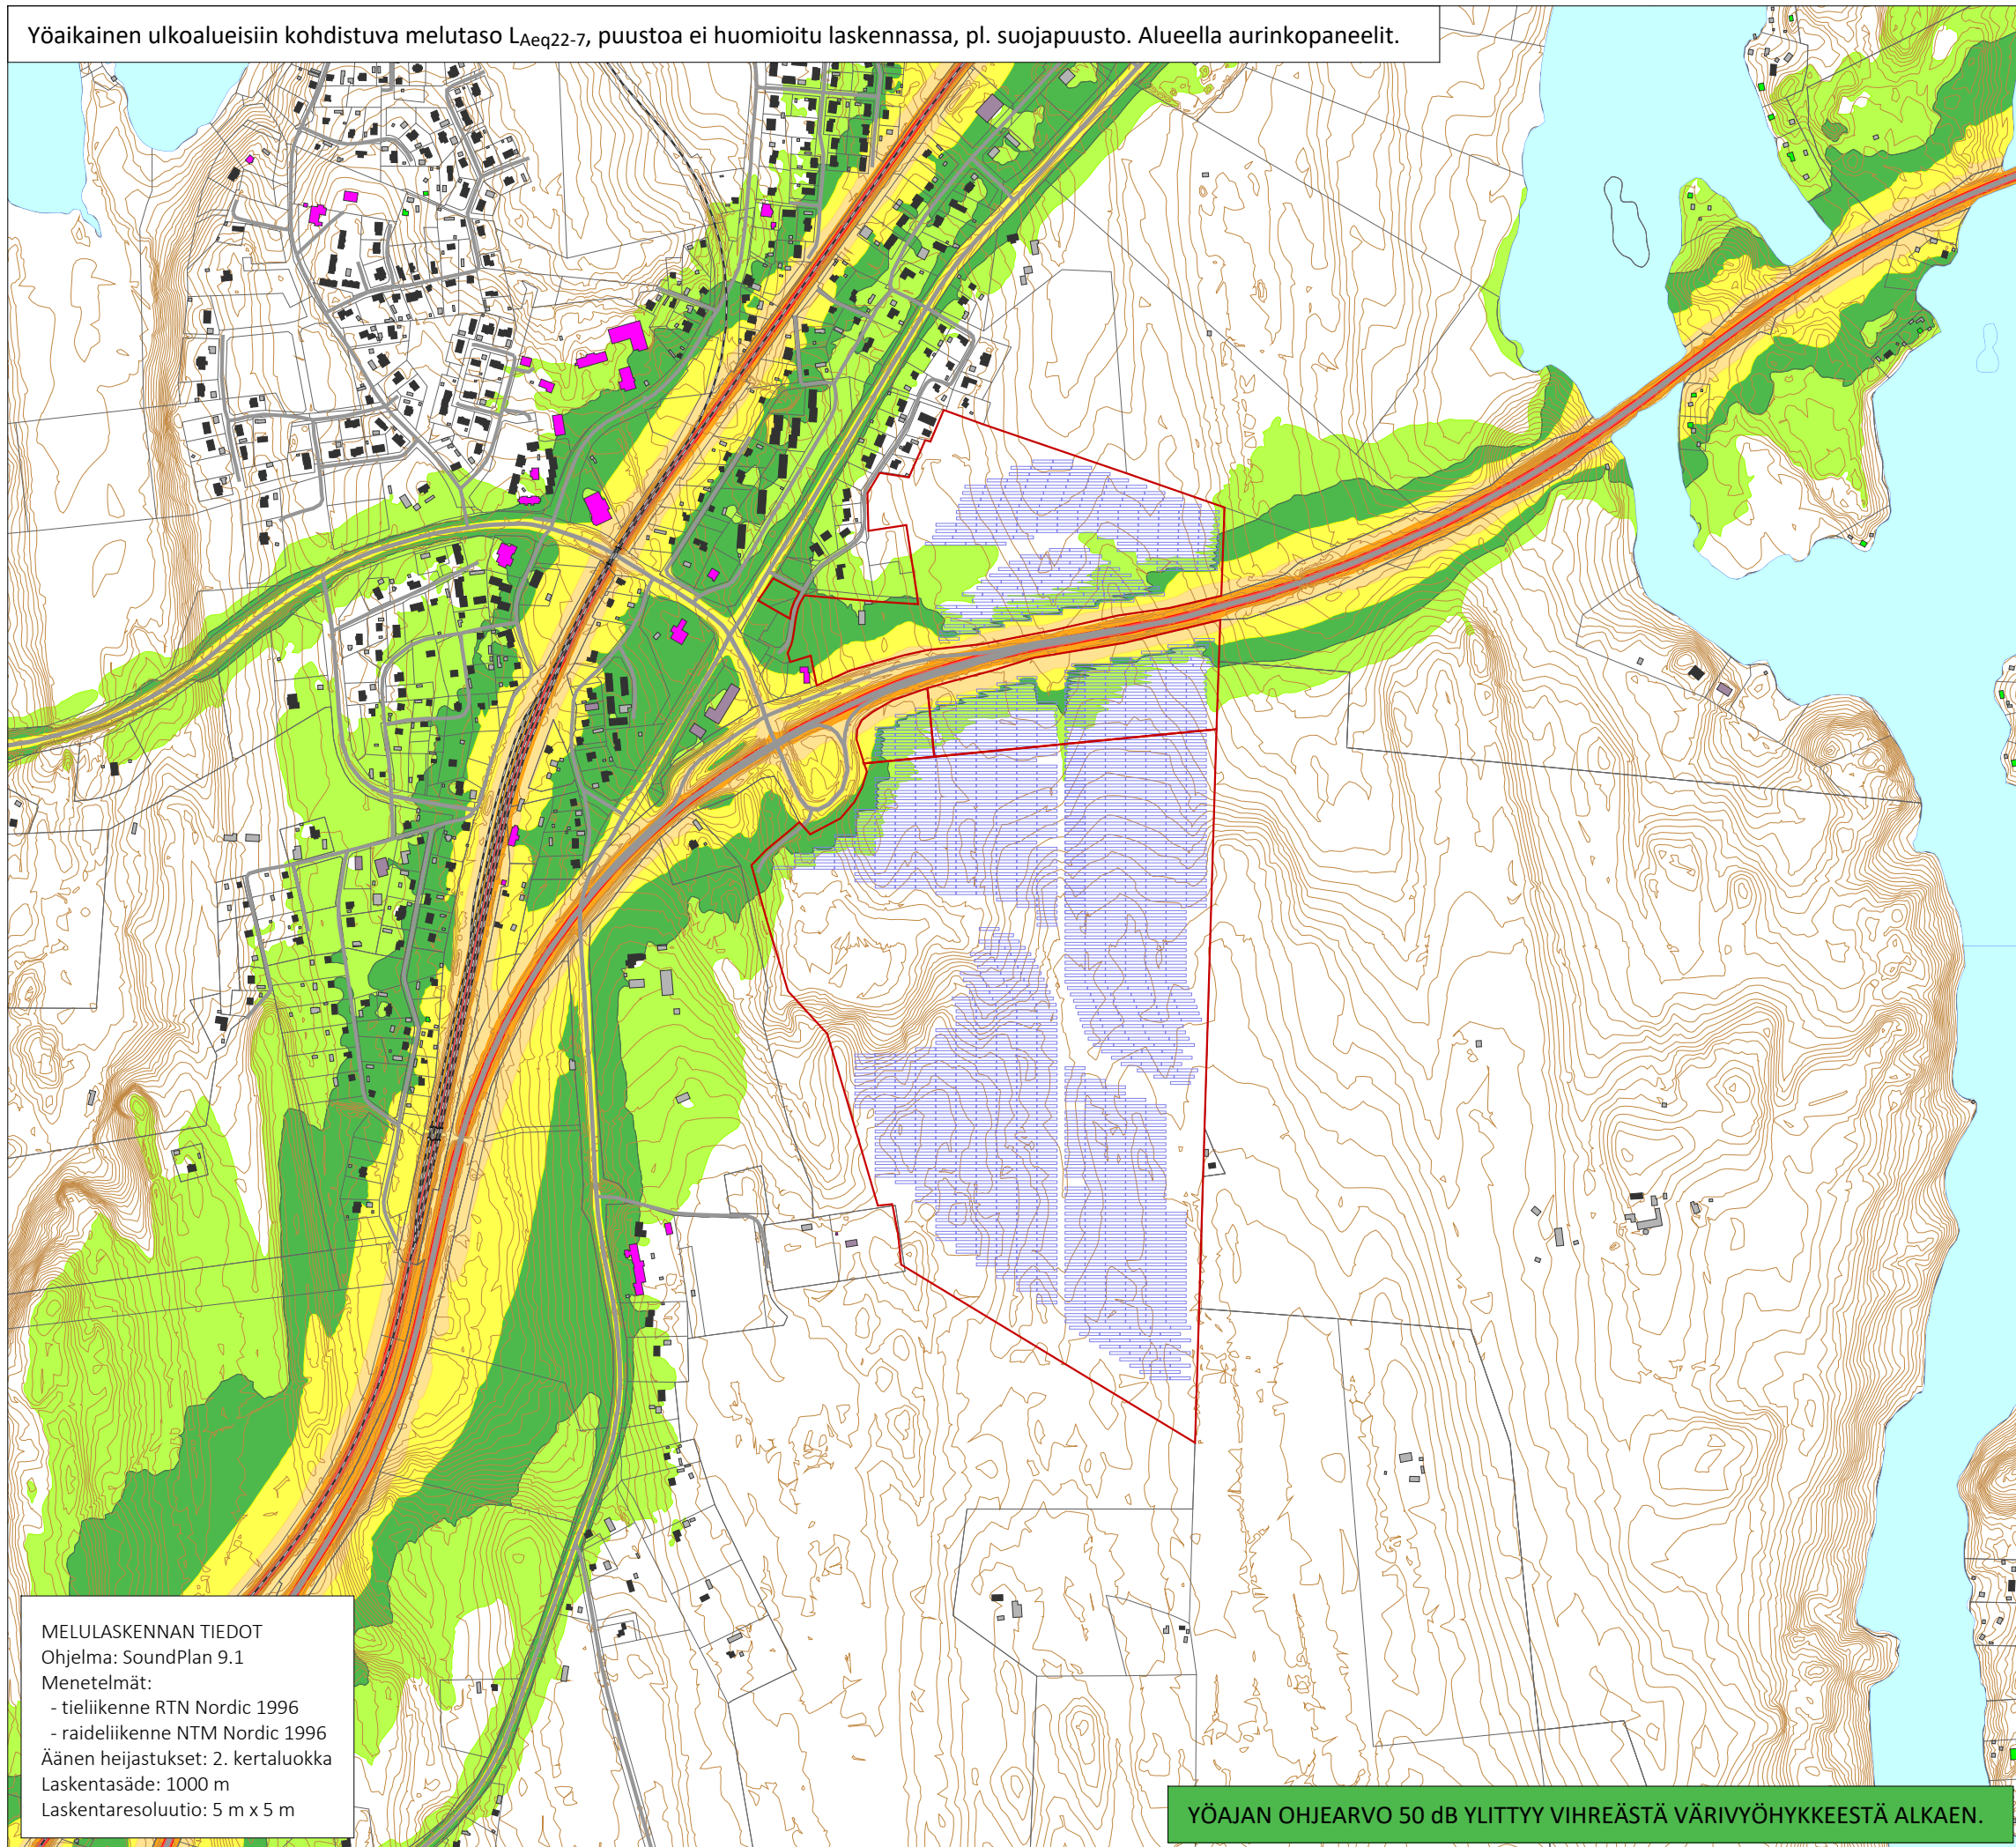 Yöaikainen ulkoalueisiin kohdistuva melutaso LAeq22-7, puustoa ei huomioitu laskennassa, pl. suojapuusto. Alueella aurinkopaneelit.
MELULASKENNAN TIEDOT
Ohjelma: SoundPlan 9.1
Menetelmät:
- tieliikenne RTN Nordic 1996
- raideliikenne NTM Nordic 1996
Äänen heijastukset: 2. kertaluokka
Laskentasäde: 1000 m
Laskentaresoluutio: 5 m x 5 m
YÖAJAN OHJEARVO 50 dB YLITTYY VIHREÄSTÄ VÄRIVYÖHYKKEESTÄ ALKAEN.